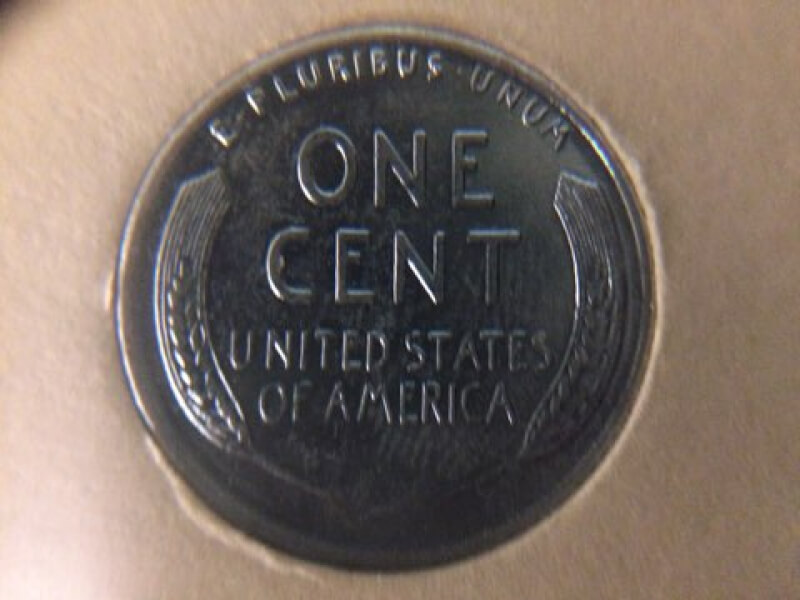 E·PLURIBUS·UNUM
ONE
CENT
UNITED STATES
OF AMERICA